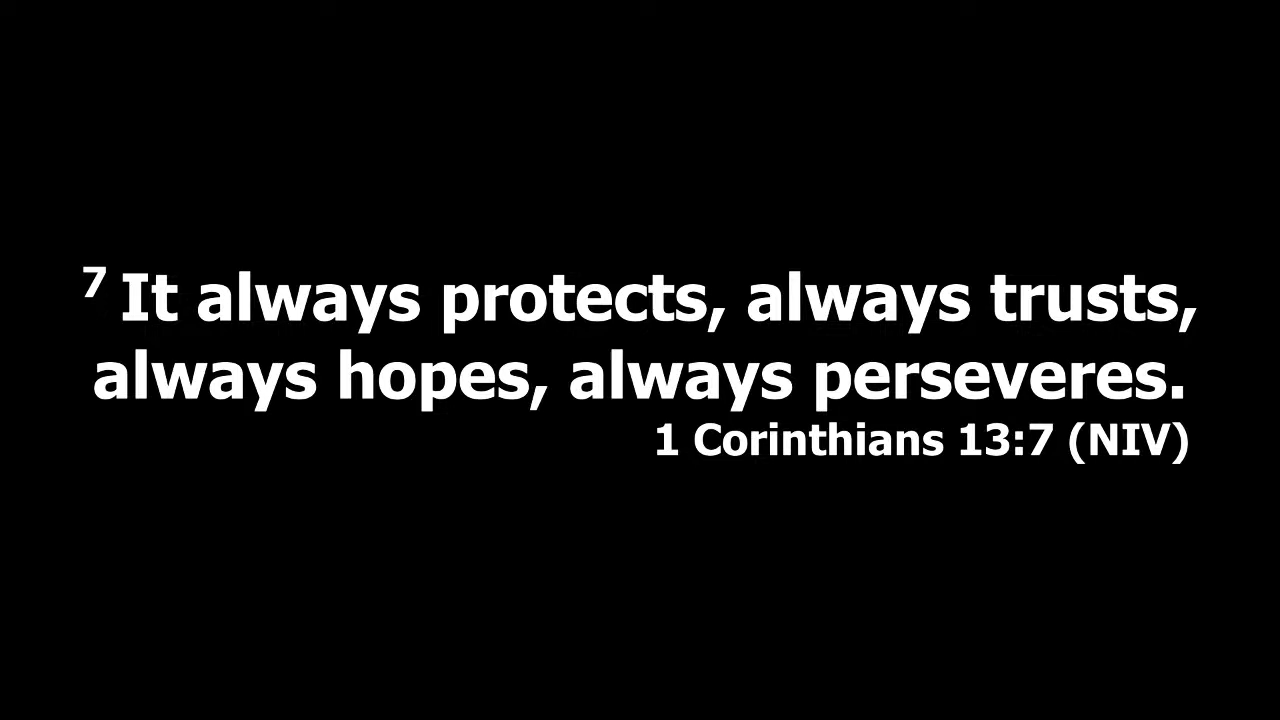 7 It always protects, always trusts,
always hopes, always perseveres.
1 Corinthians 13:7 (NIV)